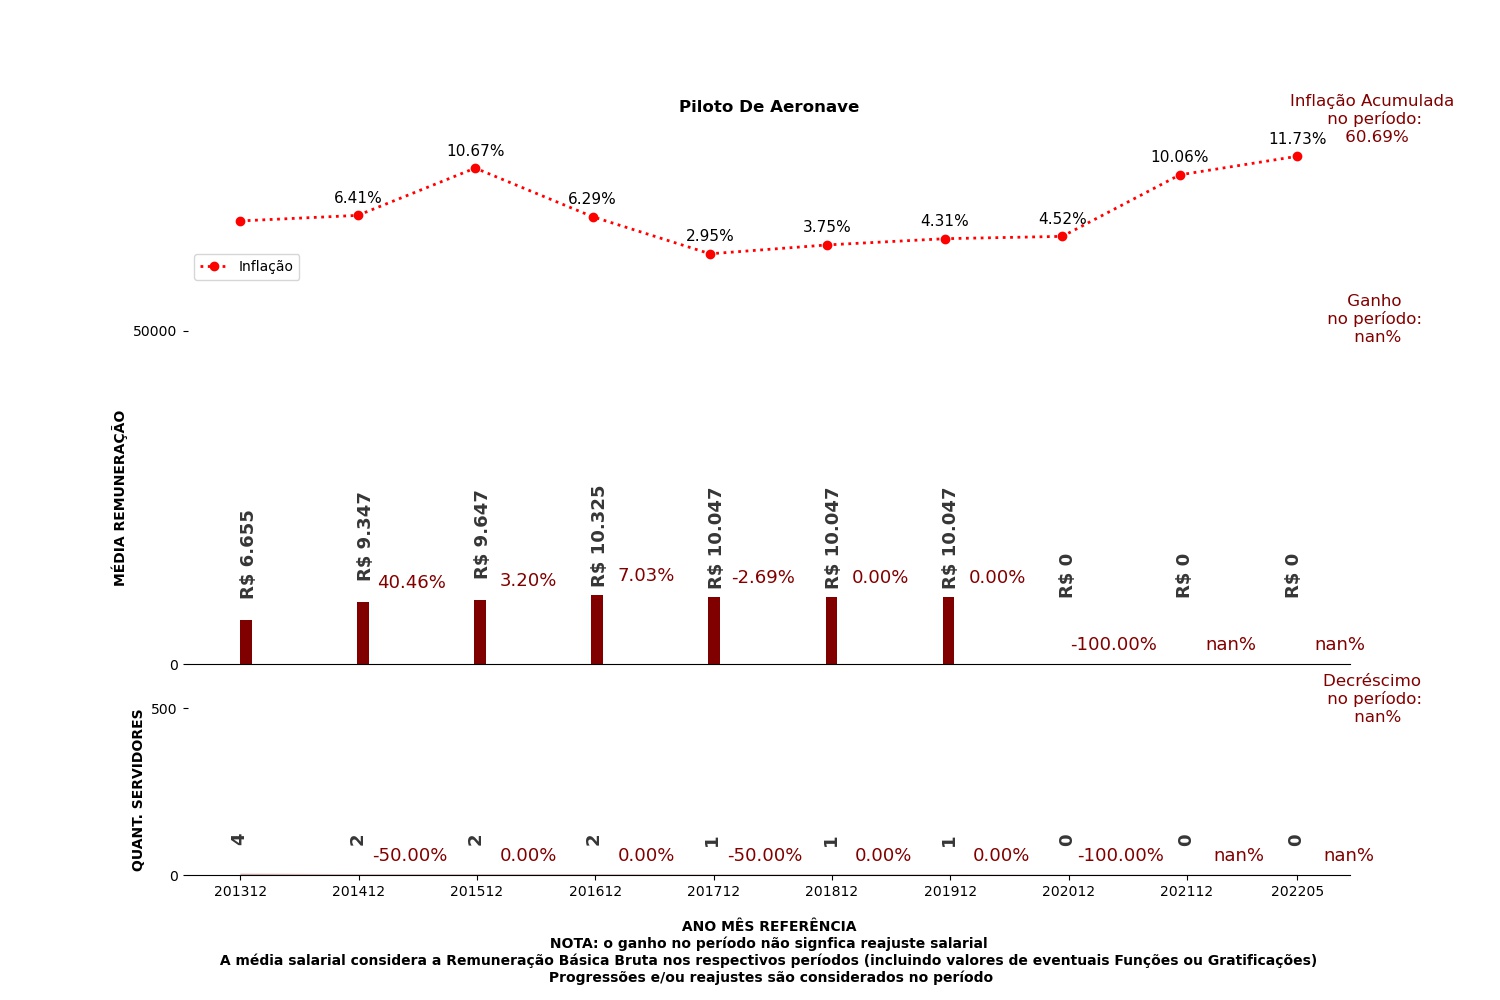 Piloto De Aeronave
Inflação Acumulada
no período:
60.69%
6.41%
10.67%
6.29%
2.95%
3.75%
4.31%
4.52%
10.06%
11.73%
Inflação
Ganho
no período:
nan%
50000
0
MÉDIA REMUNERAÇÃO
R$ 6.655
R$ 9.347
R$ 9.647
R$ 10.325
R$ 10.047
R$ 10.047
R$ 10.047
R$ 0
R$ 0
R$ 0
40.46%
3.20%
7.03%
-2.69%
0.00%
0.00%
-100.00%
nan%
nan%
Decréscimo
no período:
nan%
500
0
QUANT. SERVIDORES
4
2
2
2
1
1
1
0
0
0
-50.00%
0.00%
0.00%
-50.00%
0.00%
0.00%
-100.00%
nan%
nan%
201312
201412
201512
201612
201712
201812
201912
202012
202112
202205
ANO MÊS REFERÊNCIA
NOTA: o ganho no período não signfica reajuste salarial
A média salarial considera a Remuneração Básica Bruta nos respectivos períodos (incluindo valores de eventuais Funções ou Gratificações)
Progressões e/ou reajustes são considerados no período